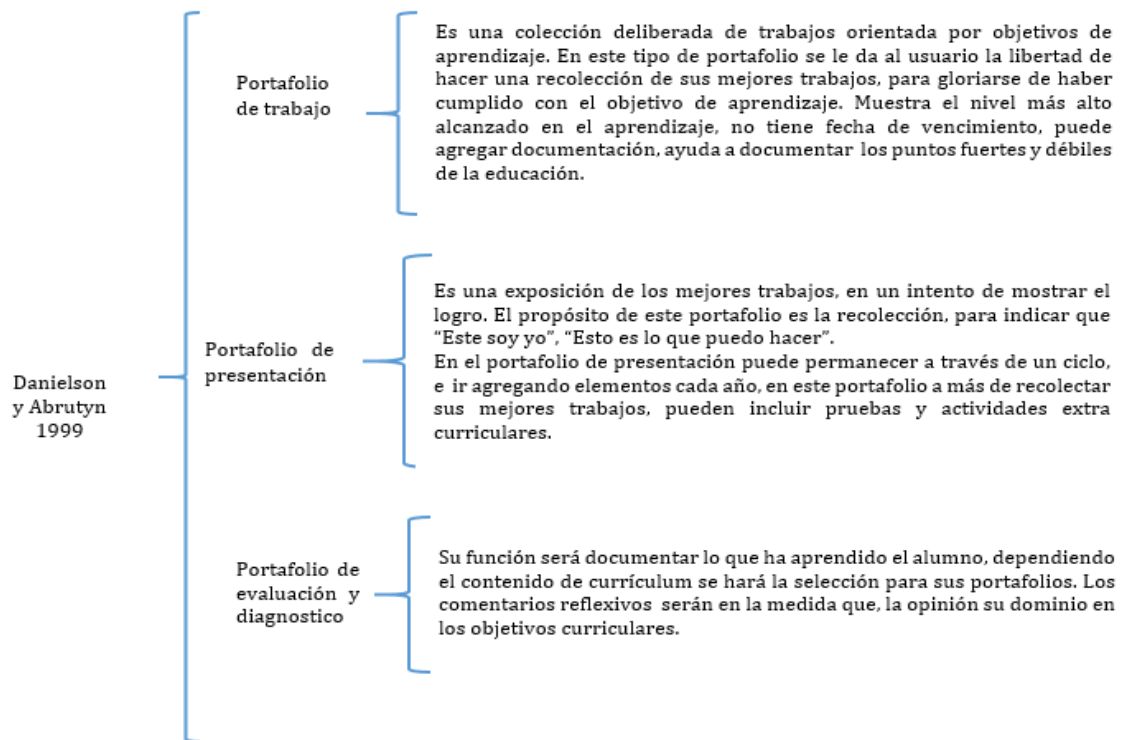 Danielson
y Abrutyn
1999
Portafolio
de trabajo
Es una colección deliberada de trabajos orientada por objetivos de
aprendizaje. En este tipo de portafolio se le da al usuario la libertad de
hacer una recolección de sus mejores trabajos, para gloriarse de haber
cumplido con el objetivo de aprendizaje. Muestra el nivel más alto
alcanzado en el aprendizaje, no tiene fecha de vencimiento, puede
agregar documentación, ayuda a documentar los puntos fuertes y débiles
de la educación.
Portafolio de
presentación
Es una exposición de los mejores trabajos, en un intento de mostrar el
logro. El propósito de este portafolio es la recolección, para indicar que
“Este soy yo”, “Esto es lo que puedo hacer”.
En el portafolio de presentación puede permanecer a través de un ciclo,
e ir agregando elementos cada año, en este portafolio a más de recolectar
sus mejores trabajos, pueden incluir pruebas y actividades extra
curriculares.
Portafolio de
evaluación y
diagnostico
Su función será documentar lo que ha aprendido el alumno, dependiendo
el contenido de currículum se hará la selección para sus portafolios. Los
comentarios reflexivos serán en la medida que, la opinión su dominio en
los objetivos curriculares.